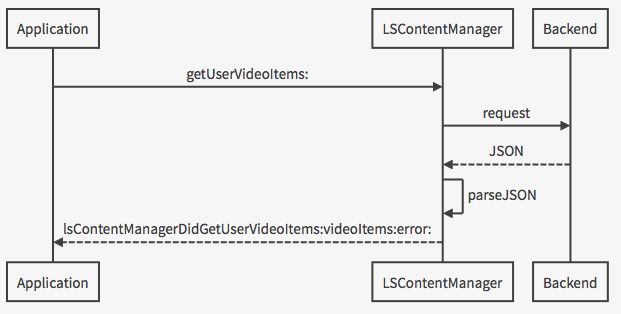 Application
LSContentManager
Backend
getUserVideoItems:
request
JSON
parseJSON
lsContentManagerDidGetUserVideoItems:videoItems:error:
Application
LSContentManager
Backend